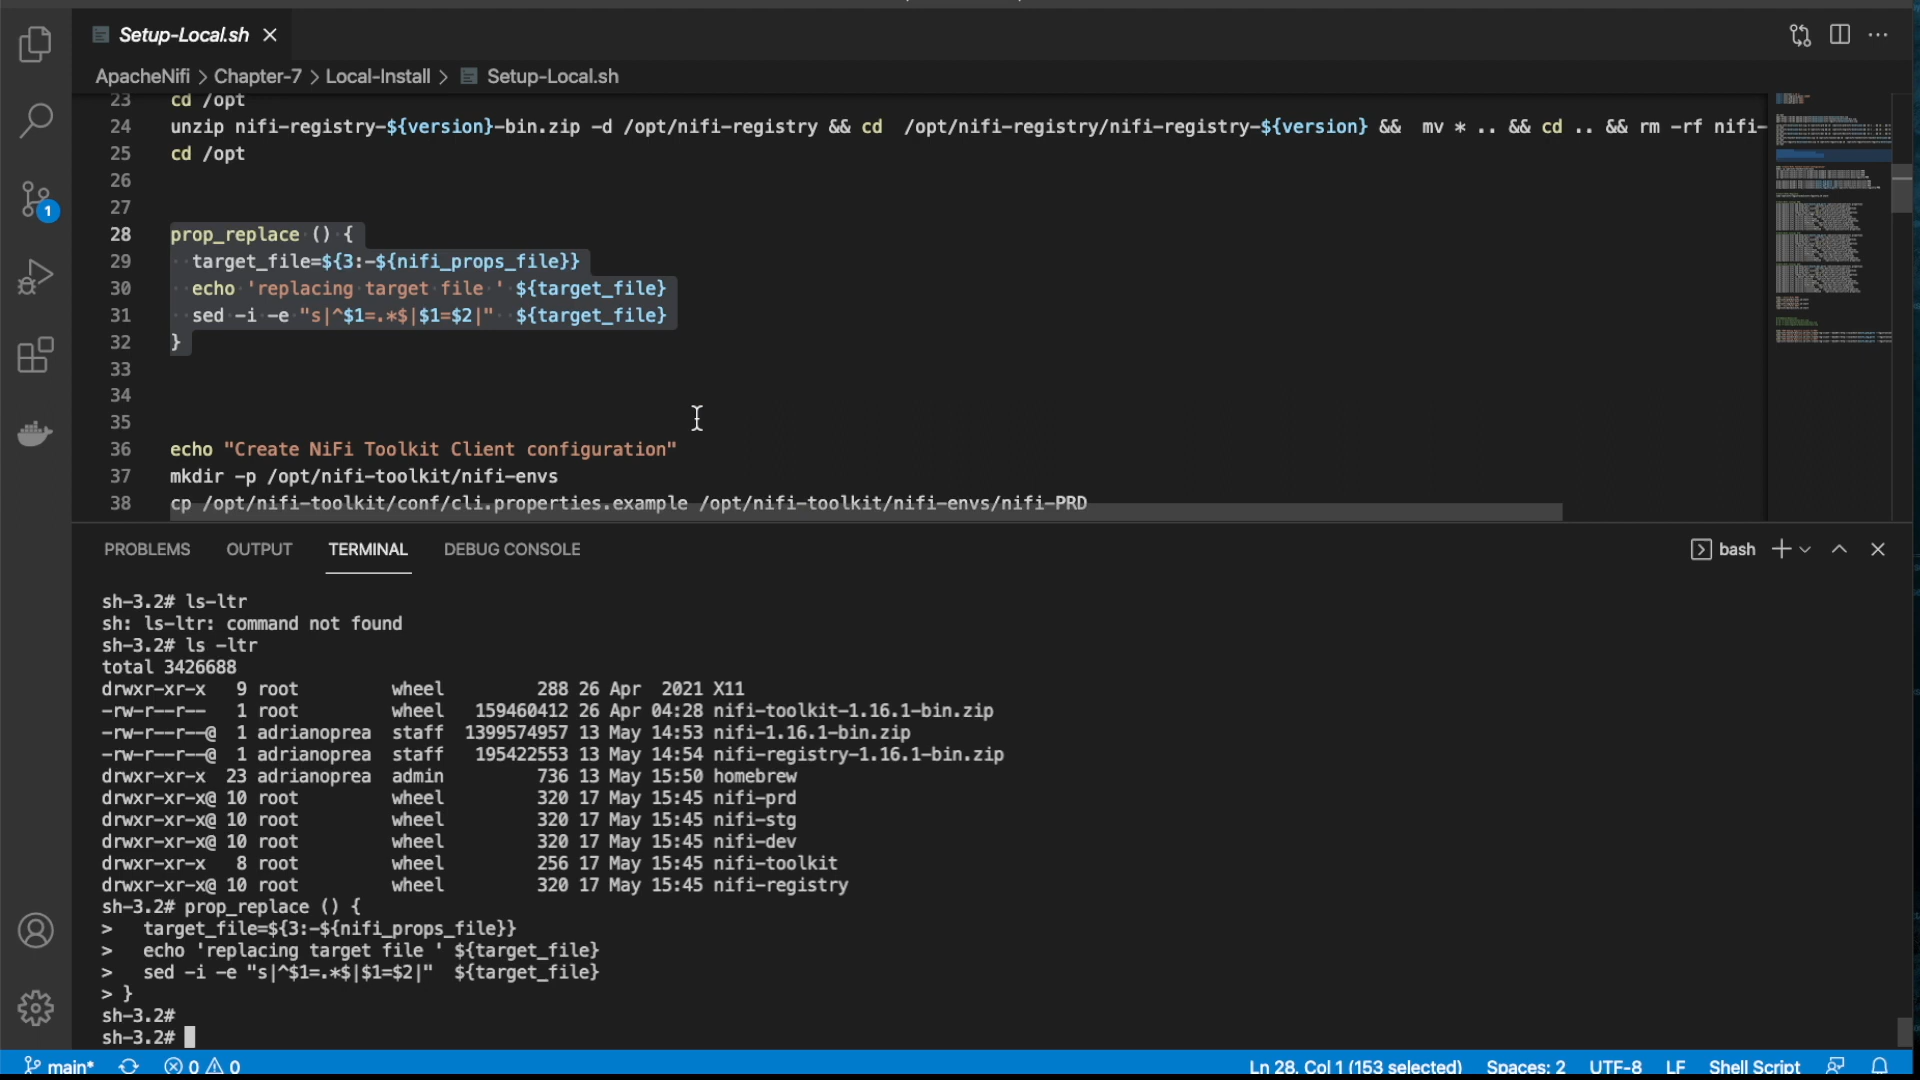 Setup-Local.sh
ApacheNifi > Chapter-7 > Local-Install > Setup-Local.sh
23 cd /opt
24 unzip nifi-registry-${version}-bin.zip -d /opt/nifi-registry && cd  /opt/nifi-registry/nifi-registry-${version} &&  mv * .. && cd .. && rm -rf nifi-
25 cd /opt
26
27
28 prop_replace () {
29   target_file=${3:-${nifi_props_file}}
30   echo 'replacing target file ' ${target_file}
31   sed -i -e "s|^$1=.*$|$1=$2|"  ${target_file}
32 }
33
34
35
36 echo "Create NiFi Toolkit Client configuration"
37 mkdir -p /opt/nifi-toolkit/nifi-envs
38 cp /opt/nifi-toolkit/conf/cli.properties.example /opt/nifi-toolkit/nifi-envs/nifi-PRD
1
PROBLEMS OUTPUT TERMINAL DEBUG CONSOLE bash
sh-3.2# ls-ltr
sh: ls-ltr: command not found
sh-3.2# ls -ltr
total 3426688
drwxr-xr-x   9 root         wheel         288 26 Apr  2021 X11
-rw-r--r--   1 root         wheel   159460412 26 Apr 04:28 nifi-toolkit-1.16.1-bin.zip
-rw-r--r--@  1 adrianoprea  staff  1399574957 13 May 14:53 nifi-1.16.1-bin.zip
-rw-r--r--@  1 adrianoprea  staff   195422553 13 May 14:54 nifi-registry-1.16.1-bin.zip
drwxr-xr-x  23 adrianoprea  admin         736 13 May 15:50 homebrew
drwxr-xr-x@ 10 root         wheel         320 17 May 15:45 nifi-prd
drwxr-xr-x@ 10 root         wheel         320 17 May 15:45 nifi-stg
drwxr-xr-x@ 10 root         wheel         320 17 May 15:45 nifi-dev
drwxr-xr-x   8 root         wheel         256 17 May 15:45 nifi-toolkit
drwxr-xr-x@ 10 root         wheel         320 17 May 15:45 nifi-registry
sh-3.2# prop_replace () {
>   target_file=${3:-${nifi_props_file}}
>   echo 'replacing target file ' ${target_file}
>   sed -i -e "s|^$1=.*$|$1=$2|"  ${target_file}
> }
sh-3.2#
sh-3.2#
main* 0 0 Ln 28, Col 1 (153 selected) Spaces: 2 UTF-8 LF Shell Script